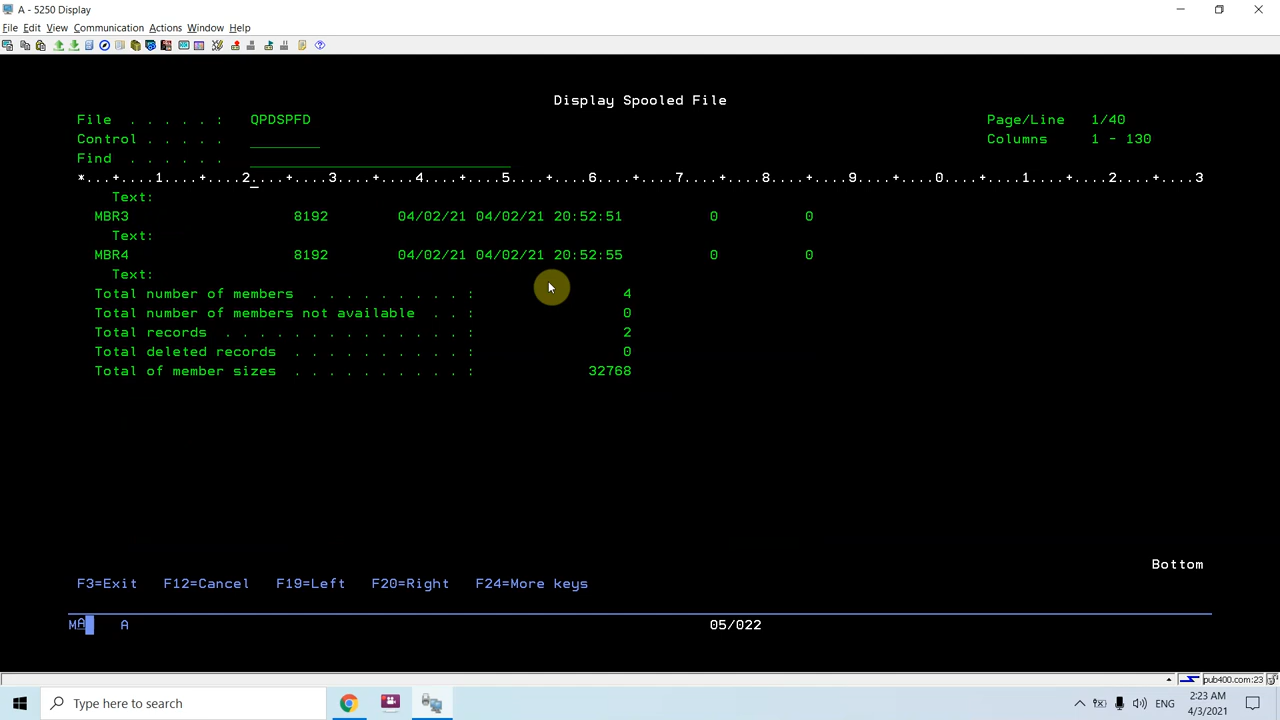 A - 5250 Display
File Edit View Communication Actions Window Help
Display Spooled File
File . . . . . : QPDSPFD Page/Line 1/40
Control . . . . . Columns 1 - 130
Find . . . . . .
*...+....1....+....2....+....3....+....4....+....5....+....6....+....7....+....8....+....9....+....0....+....1....+....2....+....3
Text:
MBR3 8192 04/02/21 04/02/21 20:52:51 0 0
Text:
MBR4 8192 04/02/21 04/02/21 20:52:55 0 0
Text:
Total number of members . . . . . . . . . : 4
Total number of members not available . . : 0
Total records . . . . . . . . . . . . . . : 2
Total deleted records . . . . . . . . . . : 0
Total of member sizes . . . . . . . . . . : 32768
Bottom
F3=Exit F12=Cancel F19=Left F20=Right F24=More keys
MA A 05/022
pub400.com:23
Type here to search
ENG
2:23 AM
4/3/2021